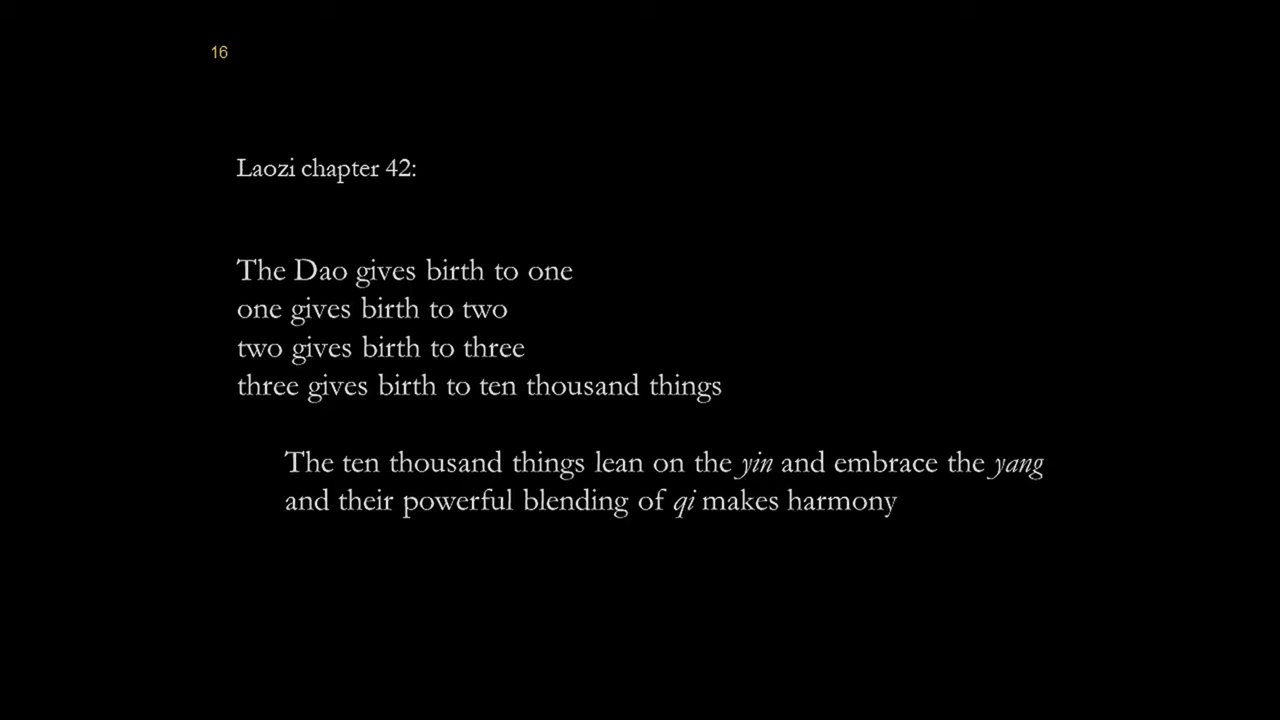 16
Laozi chapter 42:
The Dao gives birth to one
one gives birth to two
two gives birth to three
three gives birth to ten thousand things
The ten thousand things lean on the yin and embrace the yang
and their powerful blending of qi makes harmony